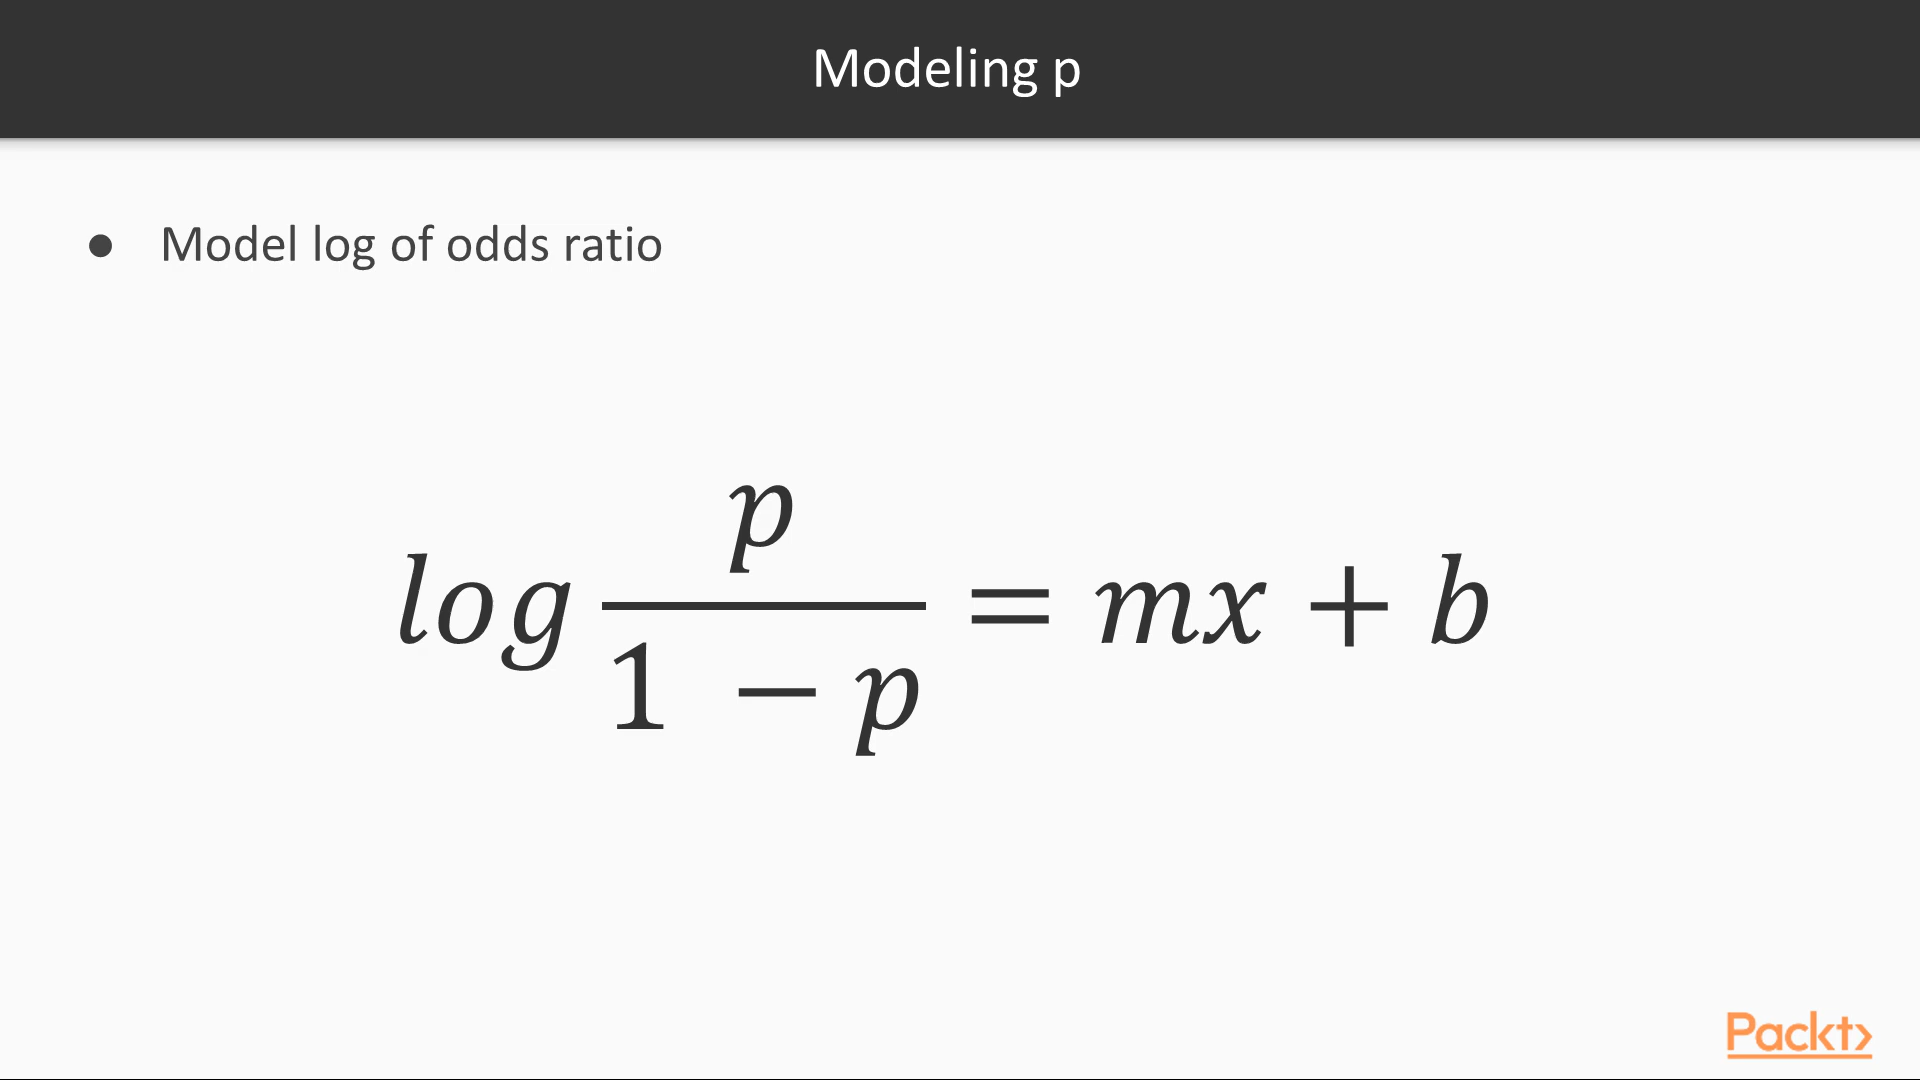 Modeling p
● Model log of odds ratio
log p / 1 − p = mx + b
Packt>